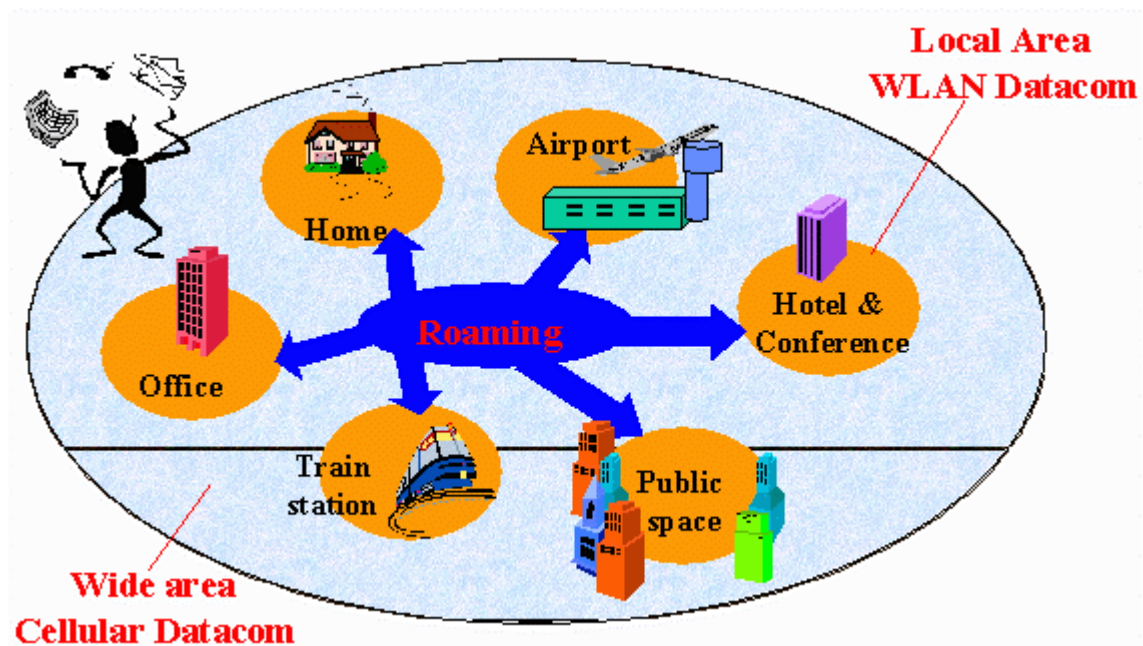 Local Area
WLAN Datacom
Airport
Home
Hotel &
Conference
Roaming
Office
Train
station
Public
space
Wide area
Cellular Datacom